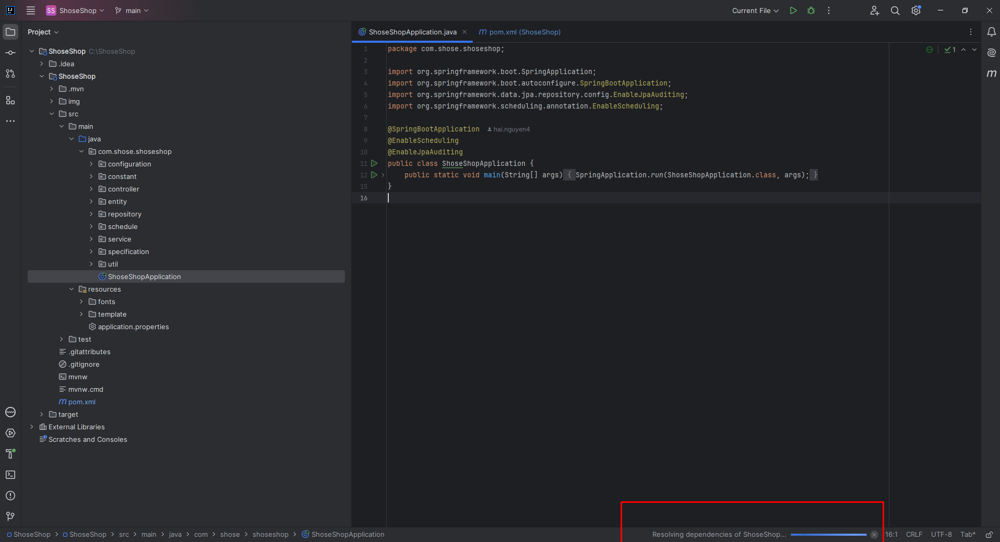 SS ShoseShop main Current File
Project
ShoseShopApplication.java pom.xml (ShoseShop)
ShoseShop C:\ShoseShop
.idea
ShoseShop
.mvn
img
src
main
java
com.shose.shoseshop
configuration
constant
controller
entity
repository
schedule
service
specification
util
ShoseShopApplication
resources
fonts
template
application.properties
test
.gitattributes
.gitignore
mvnw
mvnw.cmd
m pom.xml
target
External Libraries
Scratches and Consoles
1 package com.shose.shoseshop;
2
3 import org.springframework.boot.SpringApplication;
4 import org.springframework.boot.autoconfigure.SpringBootApplication;
5 import org.springframework.data.jpa.repository.config.EnableJpaAuditing;
6 import org.springframework.scheduling.annotation.EnableScheduling;
7
8 @SpringBootApplication hai.nguyen4
9 @EnableScheduling
10 @EnableJpaAuditing
11 public class ShoseShopApplication {
12 public static void main(String[] args) { SpringApplication.run(ShoseShopApplication.class, args); }
15 }
16
1
ShoseShop > ShoseShop > src > main > java > com > shose > shoseshop > ShoseShopApplication
Resolving dependencies of ShoseShop... 16:1 CRLF UTF-8 Tab*